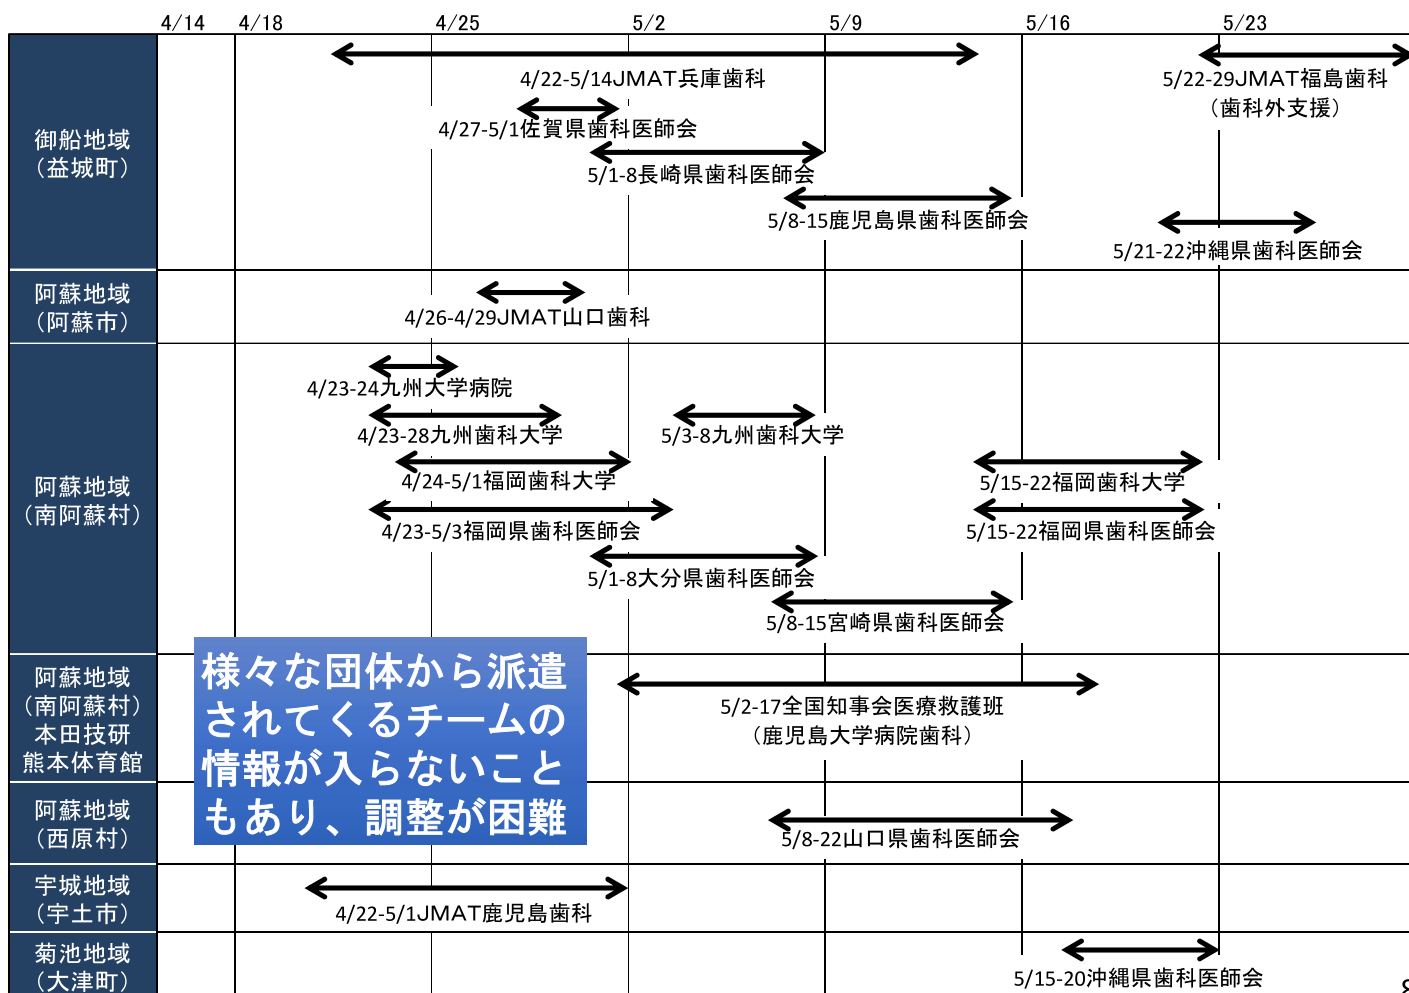 4/14 4/18 4/25 5/2 5/9 5/16 5/23
御船地域
（益城町）
4/22-5/14JMAT兵庫歯科
5/22-29JMAT福島歯科
（歯科外支援）
4/27-5/1佐賀県歯科医師会
5/1-8長崎県歯科医師会
5/8-15鹿児島県歯科医師会
5/21-22沖縄県歯科医師会
阿蘇地域
（阿蘇市）
4/26-4/29JMAT山口歯科
阿蘇地域
（南阿蘇村）
4/23-24九州大学病院
4/23-28九州歯科大学
5/3-8九州歯科大学
4/24-5/1福岡歯科大学
5/15-22福岡歯科大学
4/23-5/3福岡県歯科医師会
5/15-22福岡県歯科医師会
5/1-8大分県歯科医師会
5/8-15宮崎県歯科医師会
様々な団体から派遣
されてくるチームの
情報が入らないこと
もあり、調整が困難
阿蘇地域
（南阿蘇村）
本田技研
熊本体育館
5/2-17全国知事会医療救護班
（鹿児島大学病院歯科）
阿蘇地域
（西原村）
5/8-22山口県歯科医師会
宇城地域
（宇土市）
4/22-5/1JMAT鹿児島歯科
菊池地域
（大津町）
5/15-20沖縄県歯科医師会